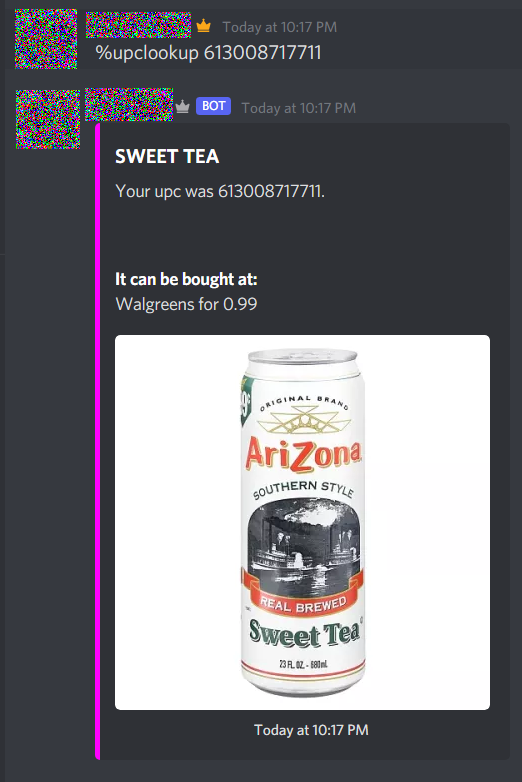 Today at 10:17 PM
%upclookup 613008717711
BOT Today at 10:17 PM
SWEET TEA
Your upc was 613008717711.
It can be bought at:
Walgreens for 0.99
9¢
ORIGINAL BRAND
AriZona
SOUTHERN STYLE
REAL BREWED
Sweet Tea
23 FL. OZ. - 680mL
Today at 10:17 PM